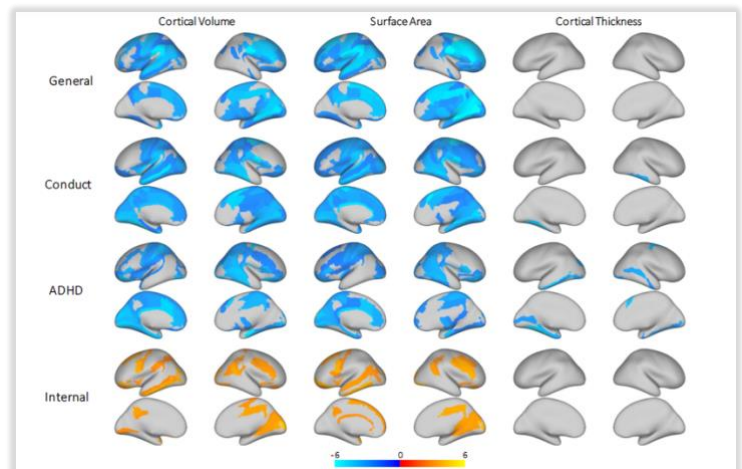 Cortical Volume Surface Area Cortical Thickness
General
Conduct
ADHD
Internal
-6 0 6